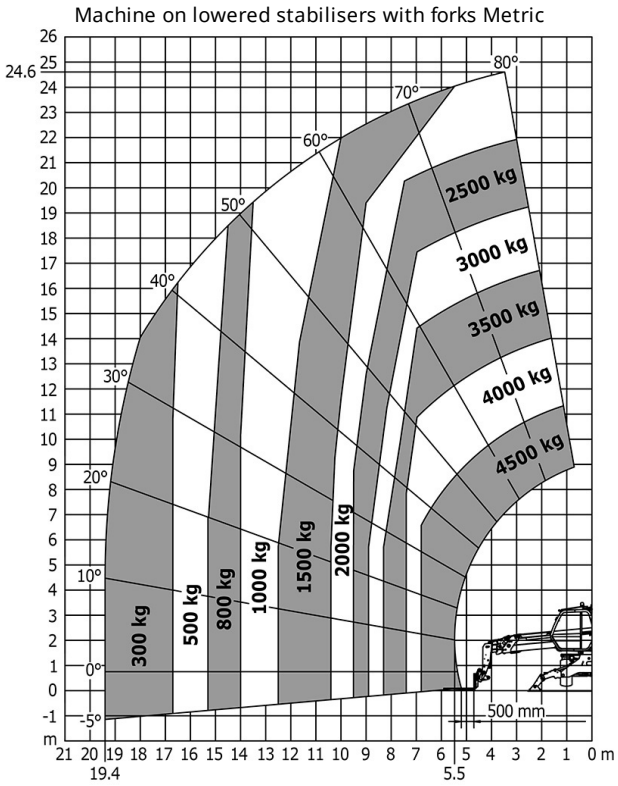 Machine on lowered stabilisers with forks Metric
26
25
24.6
24
23
22
21
20
19
18
17
16
15
14
13
12
11
10
9
8
7
6
5
4
3
2
1
0
-1
m
80°
70°
60°
50°
40°
30°
20°
10°
0°
-5°
2500 kg
3000 kg
3500 kg
4000 kg
4500 kg
300 kg
500 kg
800 kg
1000 kg
1500 kg
2000 kg
500 mm
21 20 19 18 17 16 15 14 13 12 11 10 9 8 7 6 5 4 3 2 1 0 m
19.4 5.5